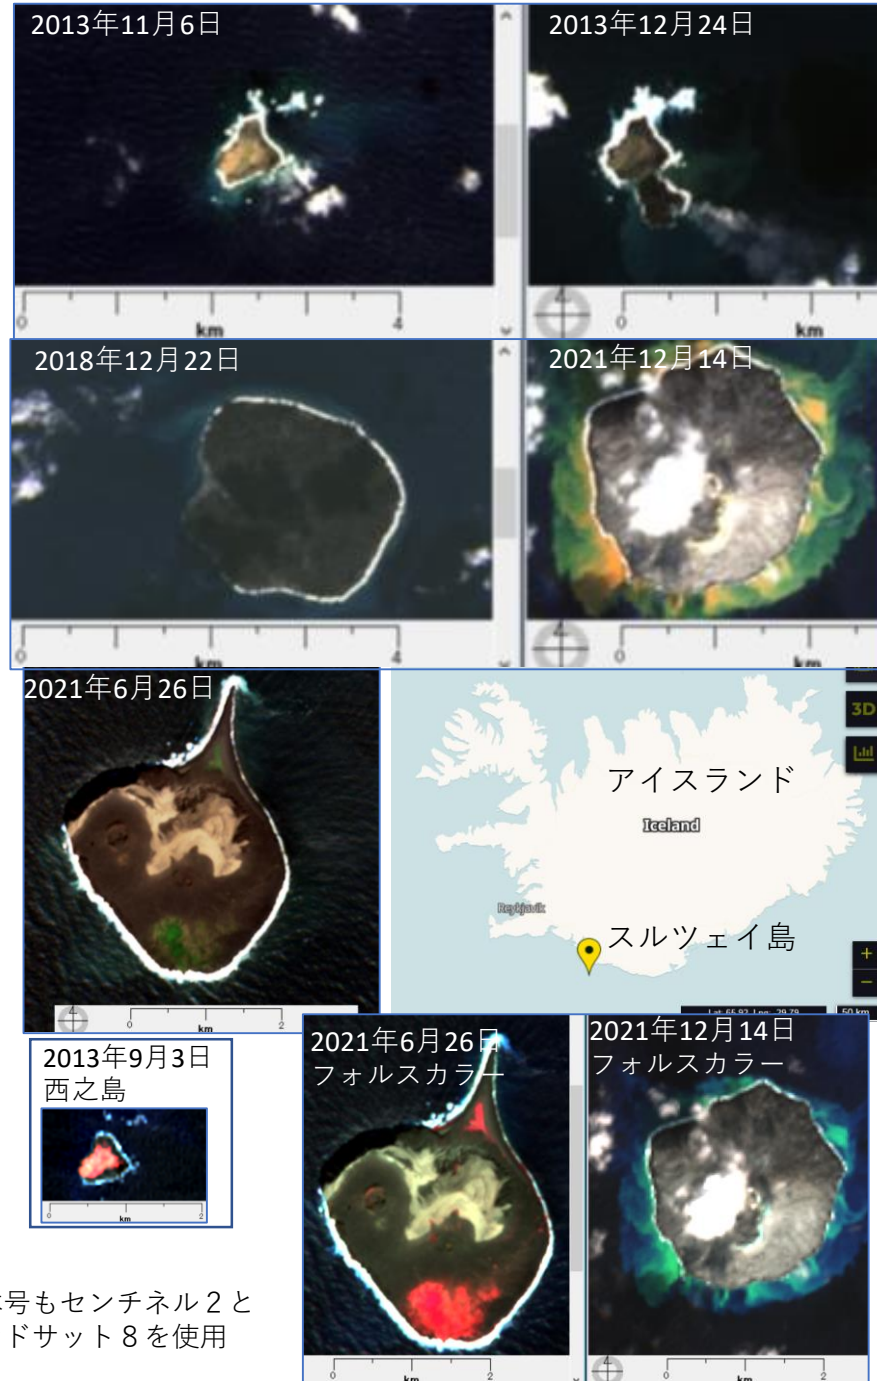 2013年11月6日
2013年12月24日
0
km
4
0
km
2018年12月22日
2021年12月14日
0
km
4
0
km
2021年6月26日
0
km
2
3D
アイスランド
Iceland
Reykjavik
スルツェイ島
+
−
50 km
2013年9月3日
西之島
0
km
2
2021年6月26日
フォルスカラー
0
km
2
2021年12月14日
フォルスカラー
0
km
2
号もセンチネル2と
ドサット8を使用